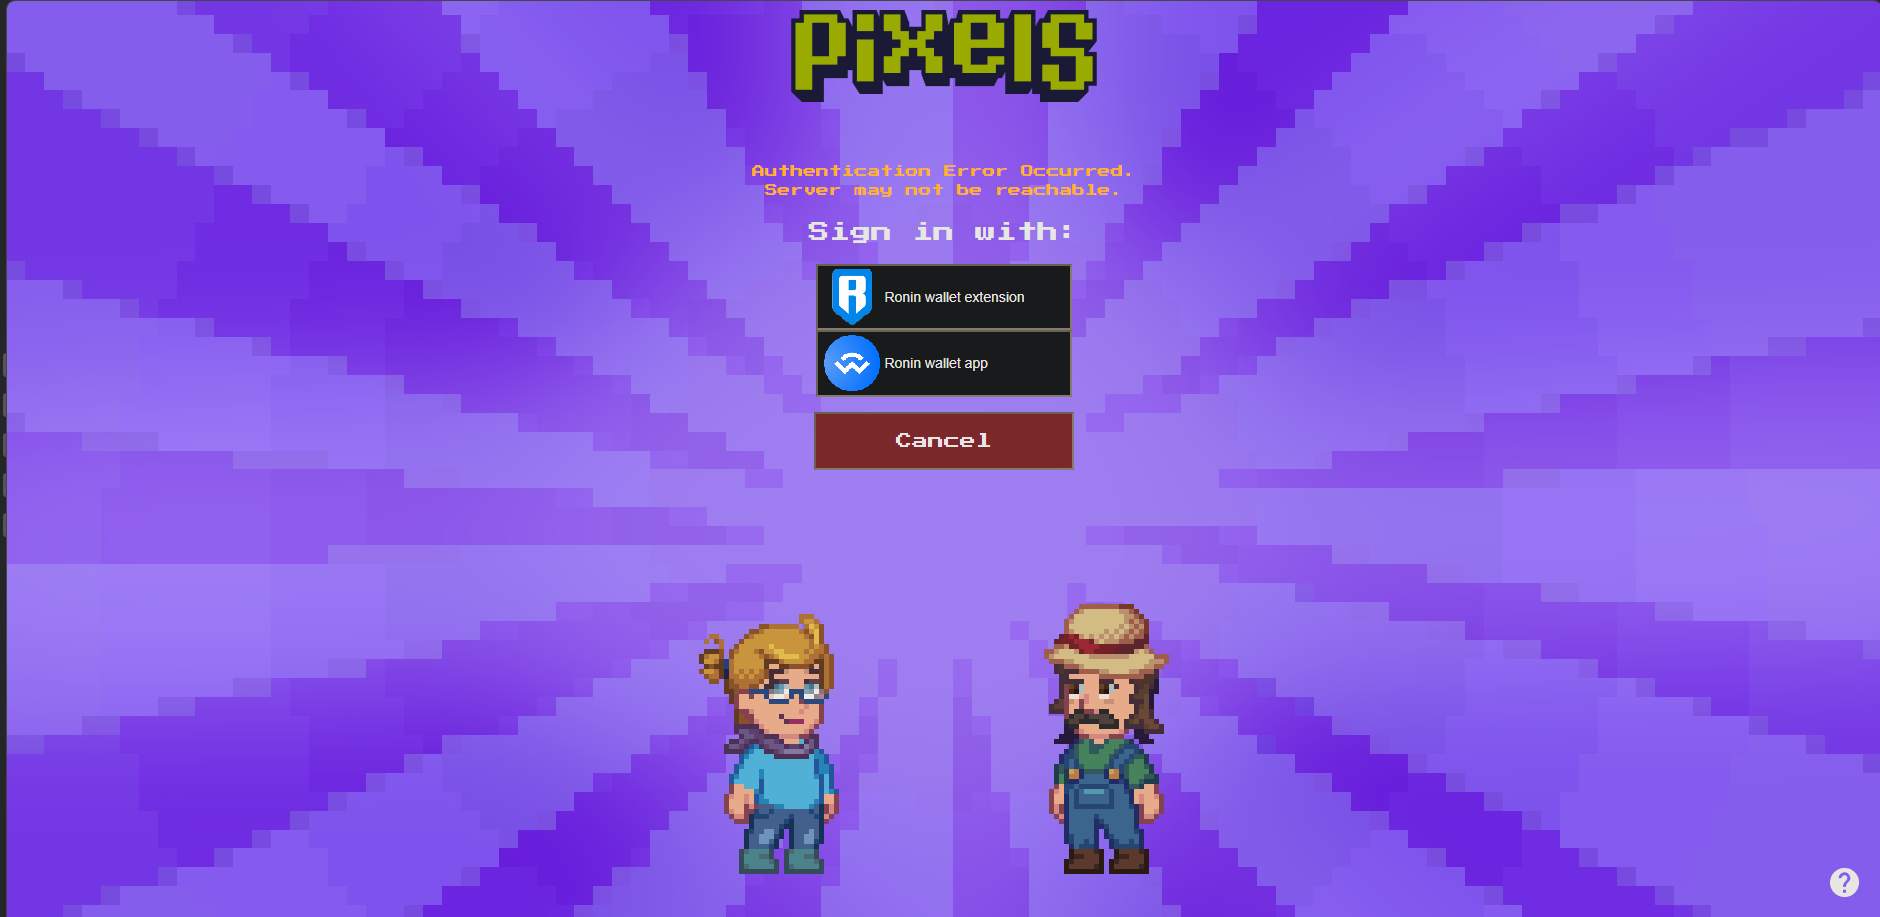 pixels
Authentication Error Occurred.
Server may not be reachable.
Sign in with:
Ronin wallet extension
Ronin wallet app
Cancel
?